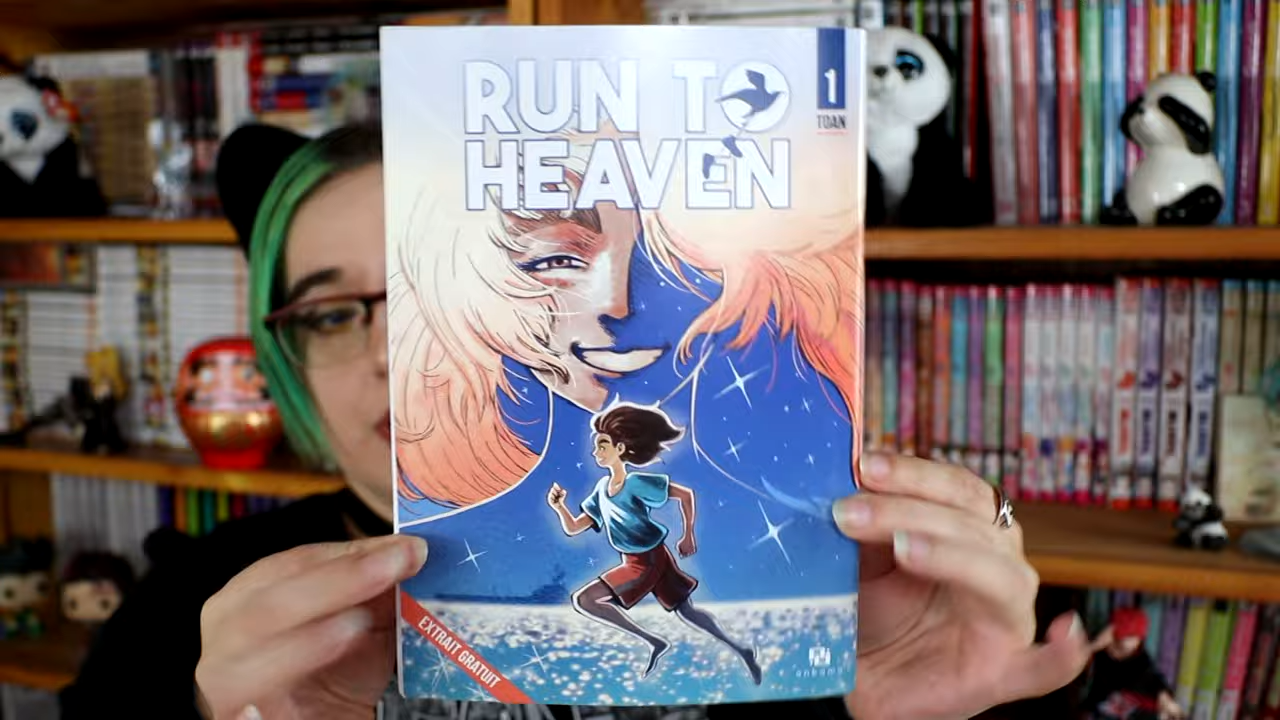 RUN TO
HEAVEN
1
TOAN
EXTRAIT GRATUIT
ankama